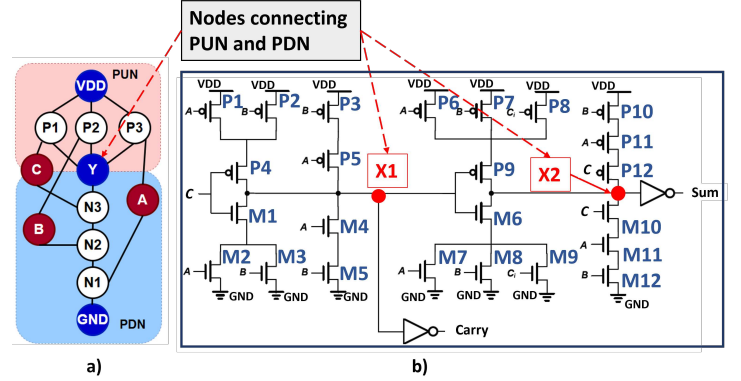 Nodes connecting
PUN and PDN
VDD PUN
P1 P2 P3
C Y
N3 A
B
N2
N1
GND PDN
a)
VDD VDD VDD VDD VDD VDD VDD
P1 P2 P3 P6 P7 P8 P10
A B B A B Ci B
P11
A
P4 P5 X1 P9 X2 C P12
A
C Sum
M1 M4 M6 C M10
A
M2 M3 M5 M7 M8 M9 A M11
A B B A B Ci B M12
GND GND GND GND GND
Carry
b)